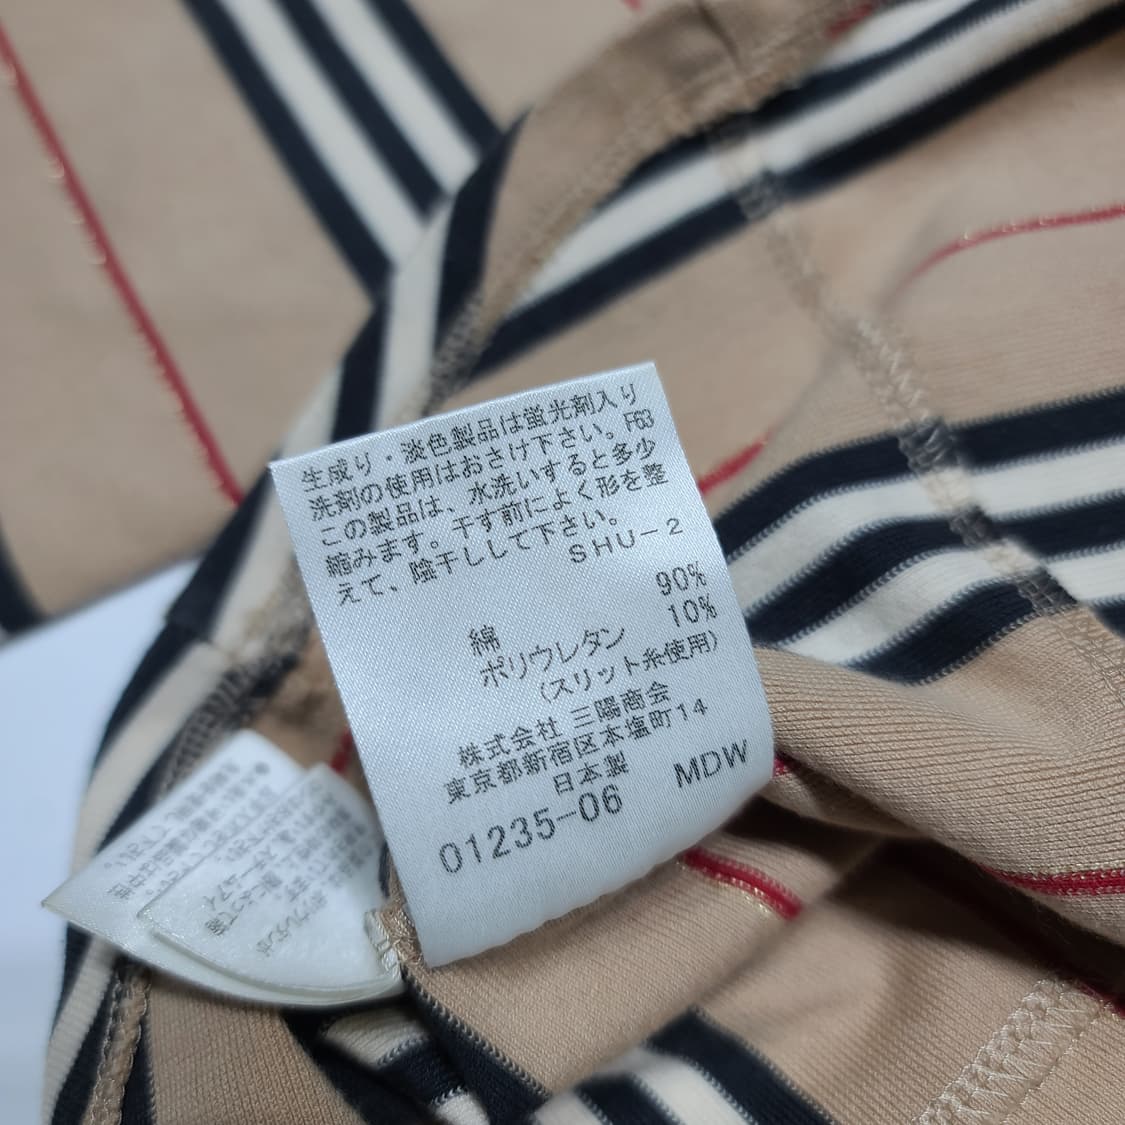 生成り・淡色製品は蛍光剤入り
洗剤の使用はおさけ下さい。F63
この製品は、水洗いすると多少
縮みます。干す前によく形を整
えて、陰干しして下さい。
SHU-2
90%
綿
10%
ポリウレタン
(スリット糸使用)
株式会社 三陽商会
東京都新宿区本塩町14
日本製
MDW
01235-06